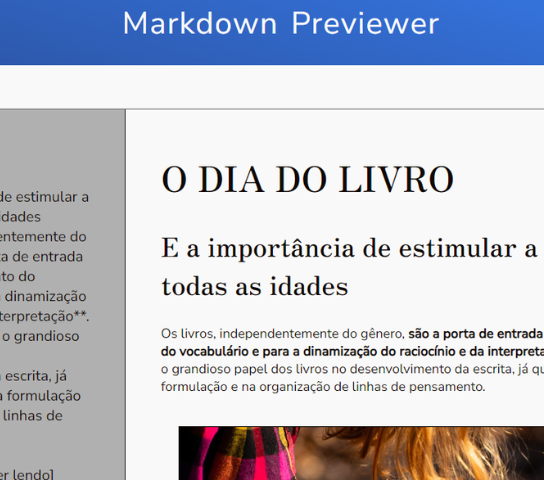 Markdown Previewer
de estimular a
idades
entemente do
ta de entrada
nto do
dinamização
terpretação**.
o grandioso
escrita, já
a formulação
linhas de
er lendo]
O DIA DO LIVRO
E a importância de estimular a
todas as idades
Os livros, independentemente do gênero, são a porta de entrada
do vocabulário e para a dinamização do raciocínio e da interpreta
o grandioso papel dos livros no desenvolvimento da escrita, já qu
formulação e na organização de linhas de pensamento.